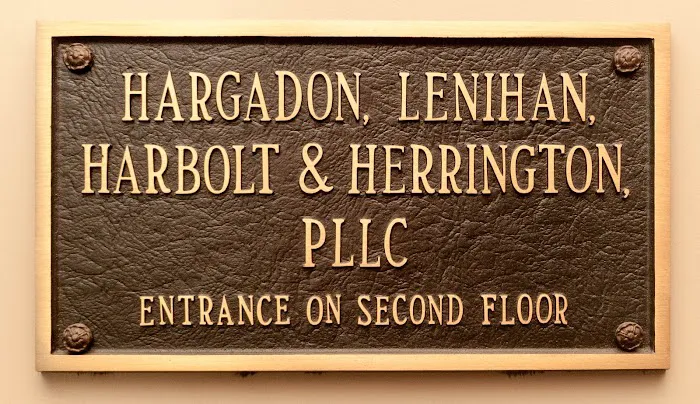 HARGADON, LENIHAN,
HARBOLT & HERRINGTON,
PLLC
ENTRANCE ON SECOND FLOOR